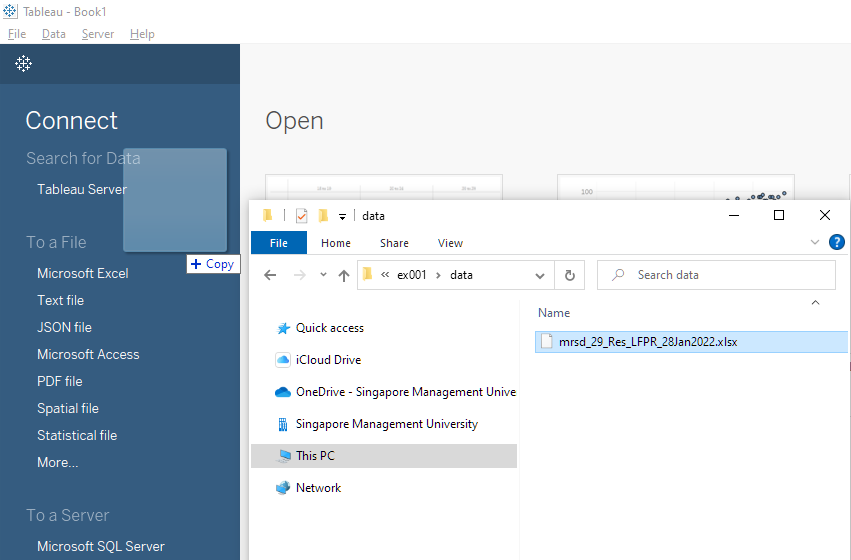 Tableau - Book1
File Data Server Help
Connect
Open
Search for Data
Tableau Server
To a File
Microsoft Excel
Text file
JSON file
Microsoft Access
PDF file
Spatial file
Statistical file
More...
To a Server
Microsoft SQL Server
+ Copy
100
data
File Home Share View
?
« ex001 › data
Search data
Name
Quick access
iCloud Drive
OneDrive - Singapore Management Unive
Singapore Management University
This PC
Network
mrsd_29_Res_LFPR_28Jan2022.xlsx